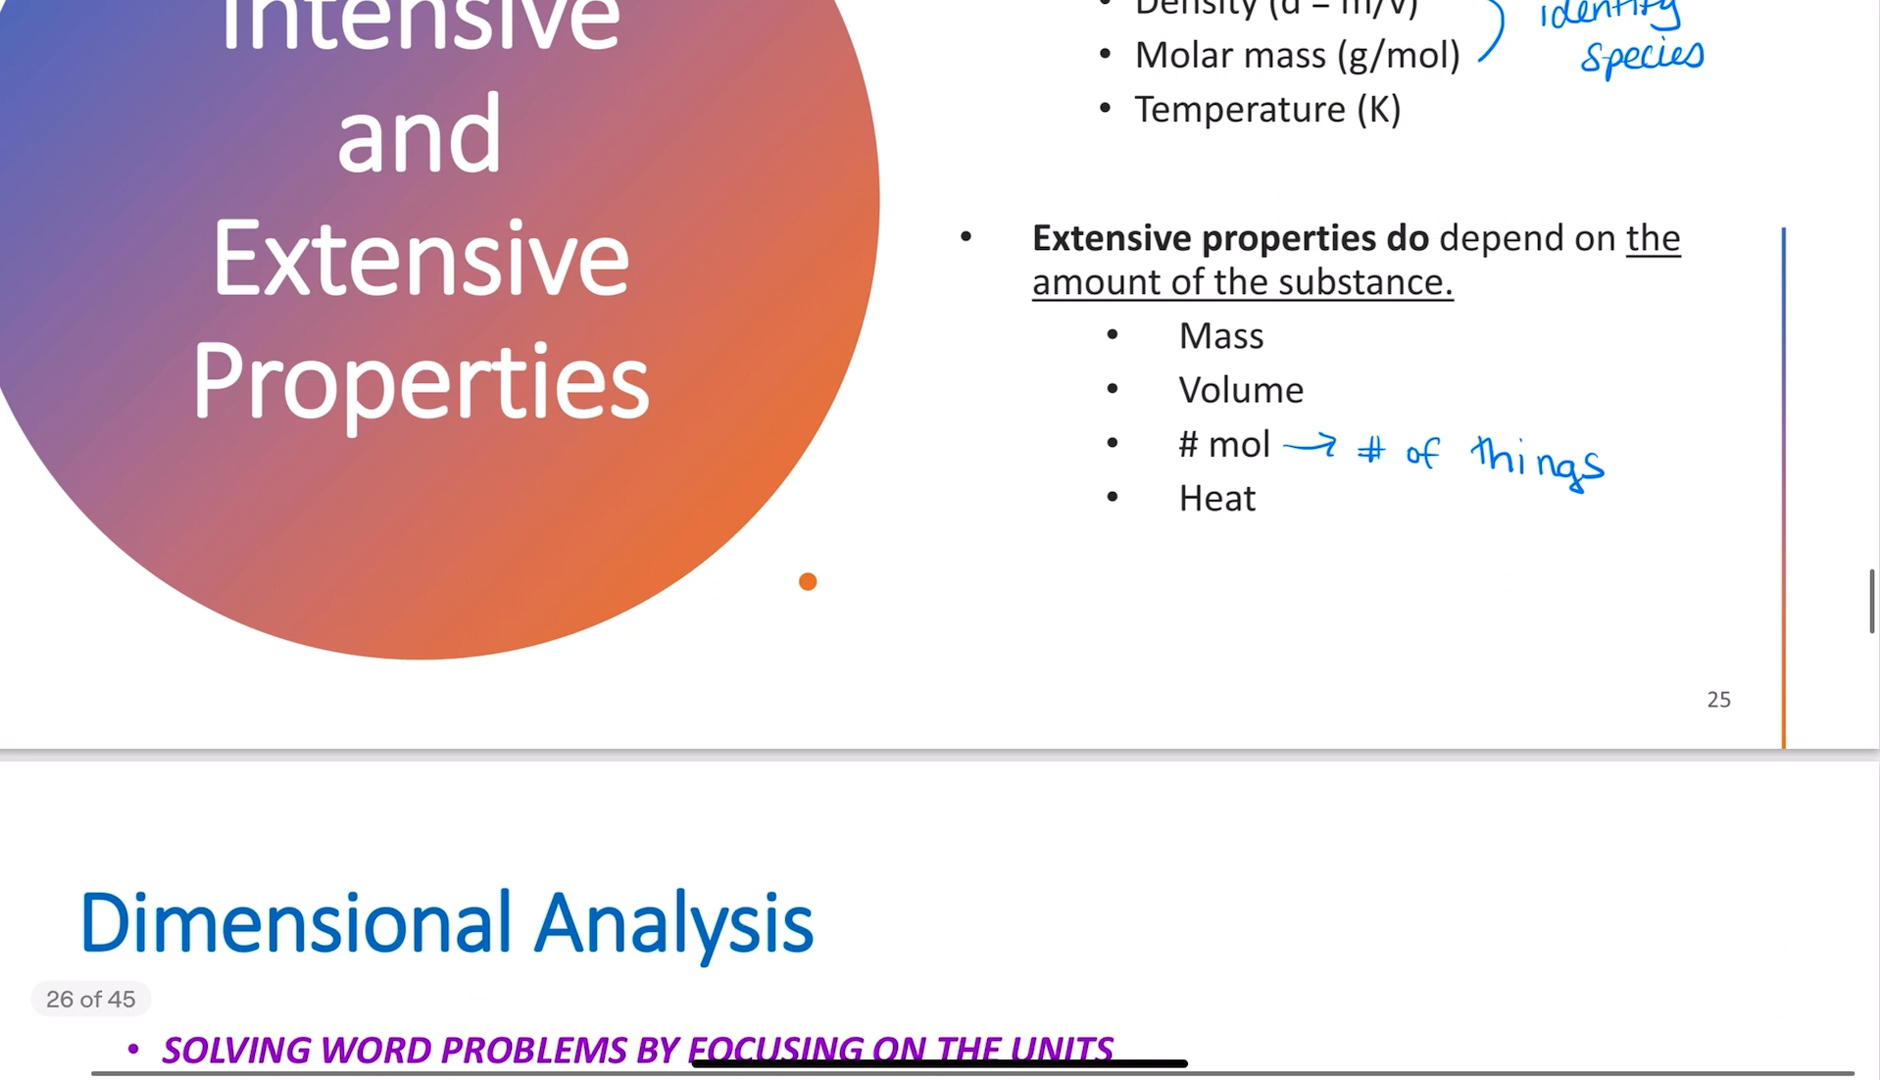 Intensive
and
Extensive
Properties
• Density (d = m/v)
• Molar mass (g/mol)
• Temperature (K)
identify
species
• Extensive properties do depend on the
amount of the substance.
• Mass
• Volume
• # mol → # of things
• Heat
25
Dimensional Analysis
26 of 45
• SOLVING WORD PROBLEMS BY FOCUSING ON THE UNITS